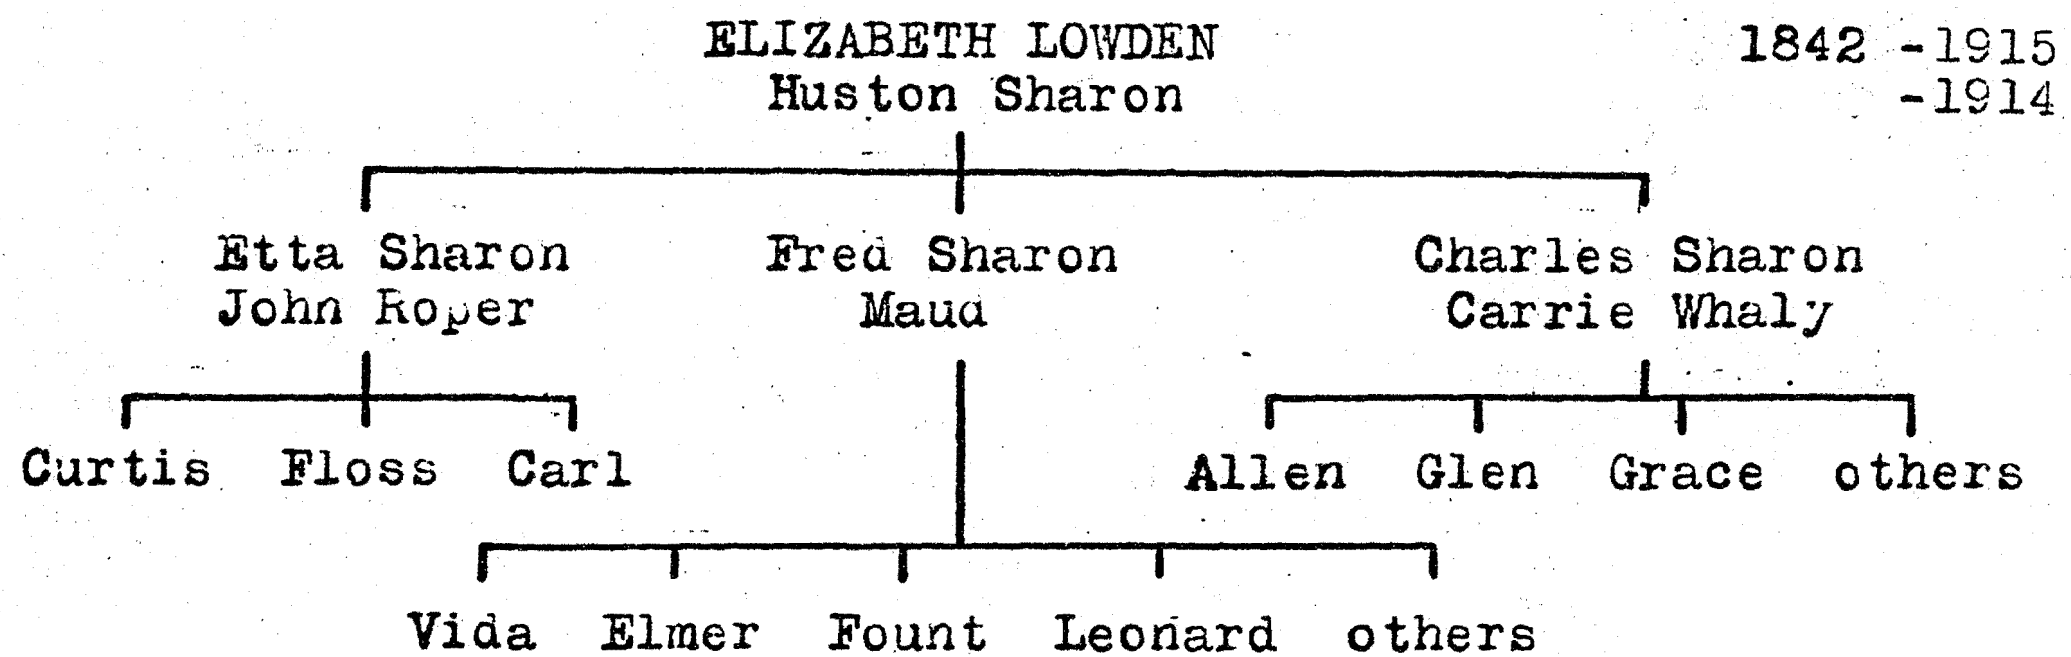 ELIZABETH LOWDEN 1842 -1915
Huston Sharon -1914
Etta Sharon Fred Sharon Charles Sharon
John Roper Maud Carrie Whaly
Curtis Floss Carl Allen Glen Grace others
Vida Elmer Fount Leonard others